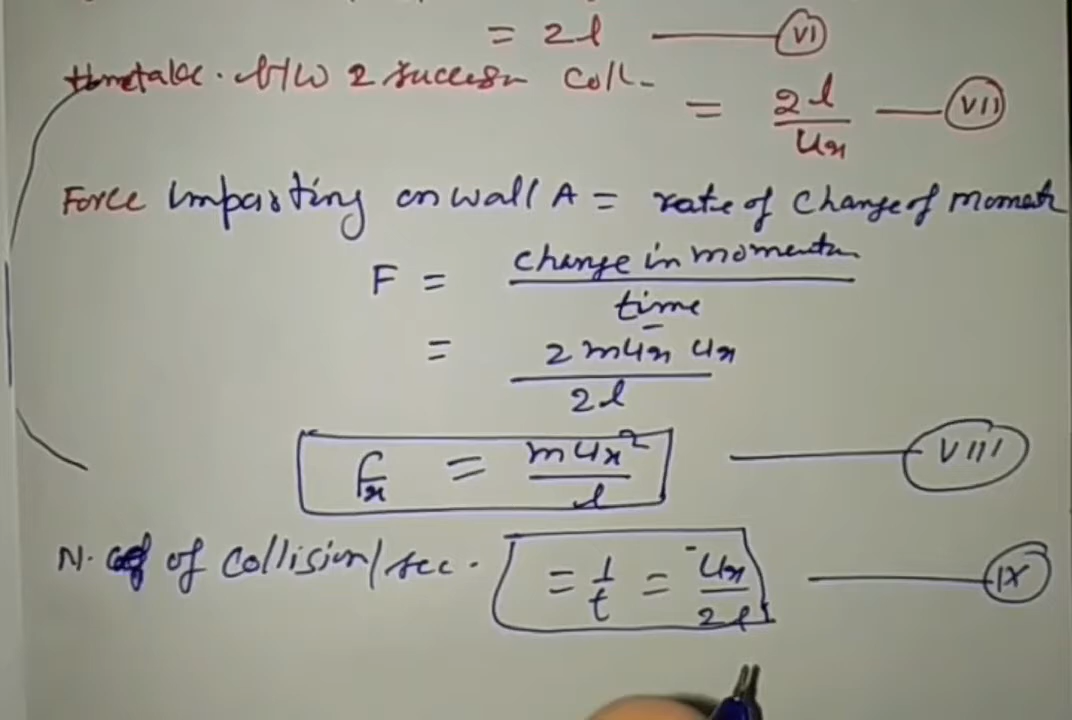 = 2l — VI
time take. b/w 2 success coll-
= 2l/ux — VII
Force imparting on wall A = rate of change of moment
F = change in momentu
time
= 2mux ux
2l
Fx = mux²/l — VIII
N. of collision/sec. = 1/t = ux/2l — IX